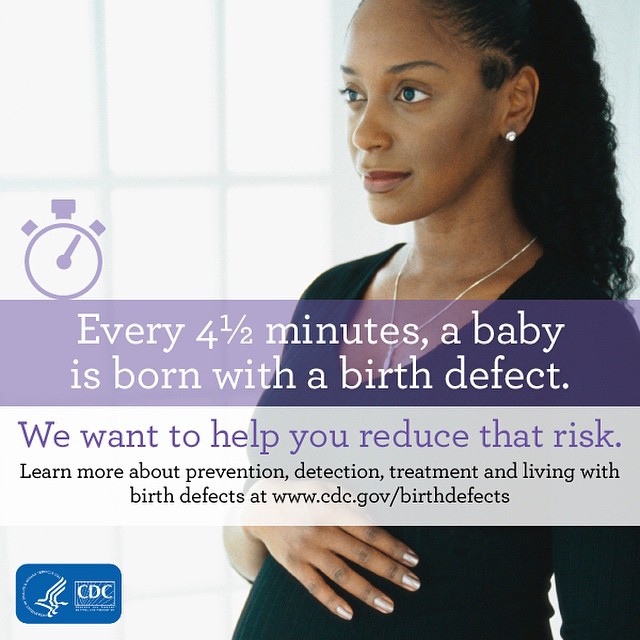 Every 4½ minutes, a baby
is born with a birth defect.
We want to help you reduce that risk.
Learn more about prevention, detection, treatment and living with
birth defects at www.cdc.gov/birthdefects
CDC